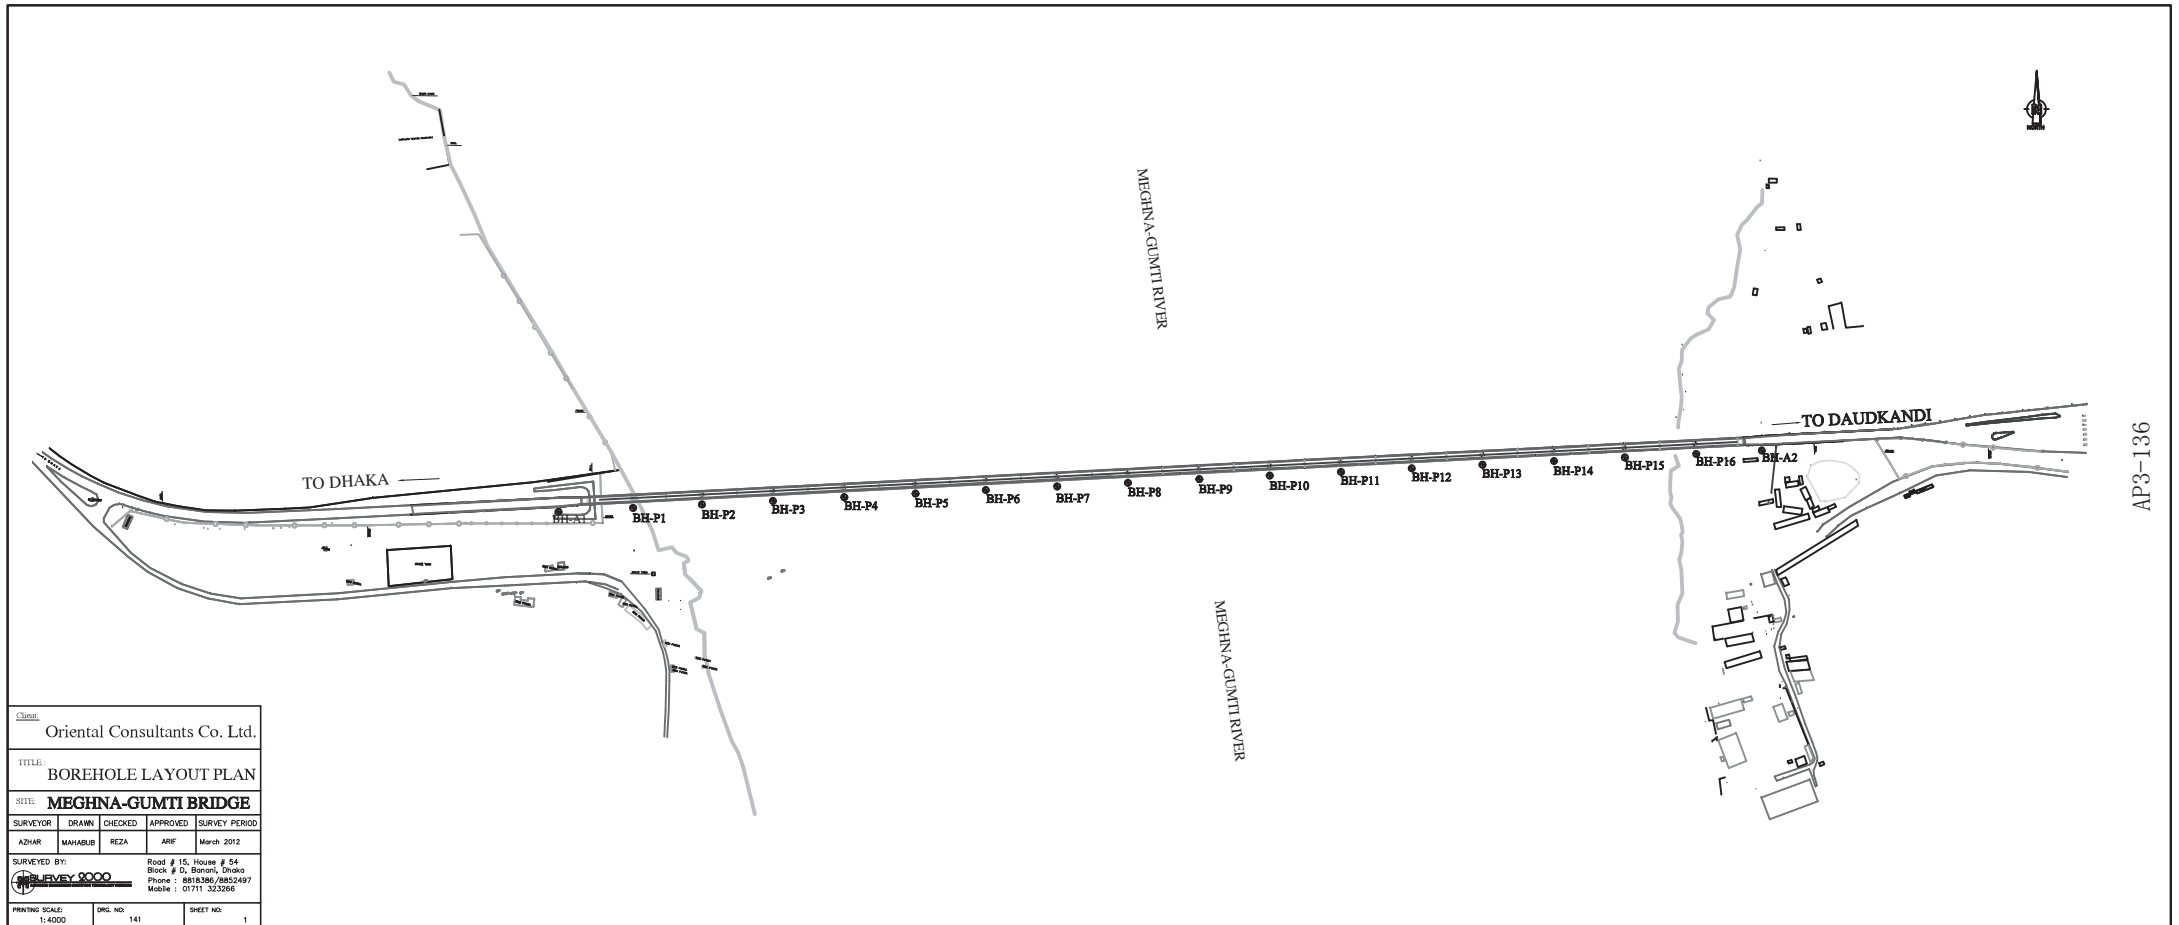 MEGHNA-GUMTI RIVER
NORTH
TO DHAKA
TO DAUDKANDI
BH-A1
BH-P1
BH-P2
BH-P3
BH-P4
BH-P5
BH-P6
BH-P7
BH-P8
BH-P9
BH-P10
BH-P11
BH-P12
BH-P13
BH-P14
BH-P15
BH-P16
BH-A2
MEGHNA-GUMTI RIVER
AP3-136
Client:
Oriental Consultants Co. Ltd.
TITLE:
BOREHOLE LAYOUT PLAN
SITE: MEGHNA-GUMTI BRIDGE
SURVEYOR DRAWN CHECKED APPROVED SURVEY PERIOD
AZHAR MAHABUB REZA ARIF March 2012
SURVEYED BY:
SURVEY 2000
Road # 15, House # 54
Block # D, Banani, Dhaka
Phone : 8818386/8852497
Mobile : 01711 323266
PRINTING SCALE: DRG. NO: SHEET NO:
1:4000 141 1